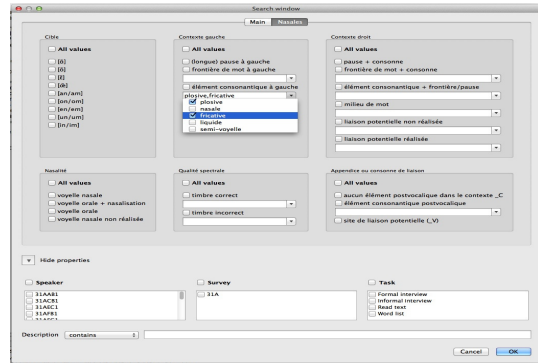 Search window
Main Nasales
Cible
All values
[ɑn/am]
[on/om]
[en/em]
[un/um]
[in/im]
Contexte gauche
All values
(longue) pause à gauche
frontière de mot à gauche
élément consonantique à gauche
plosive,fricative
plosive
nasale
fricative
liquide
semi-voyelle
Contexte droit
All values
pause + consonne
frontière de mot + consonne
élément consonantique + frontière/pause
milieu de mot
liaison potentielle non réalisée
liaison potentielle réalisée
Nasalité
All values
voyelle nasale
voyelle orale + nasalisation
voyelle orale
voyelle nasale non réalisée
Qualité spectrale
All values
timbre correct
timbre incorrect
Appendice ou consonne de liaison
All values
aucun élément postvocalique dans le contexte _C
élément consonantique postvocalique
site de liaison potentielle (_V)
Hide properties
Speaker
31AAB1
31ACB1
31AEC1
31AFB1
Survey
31A
Task
Formal interview
Informal interview
Read text
Word list
Description contains
Cancel OK